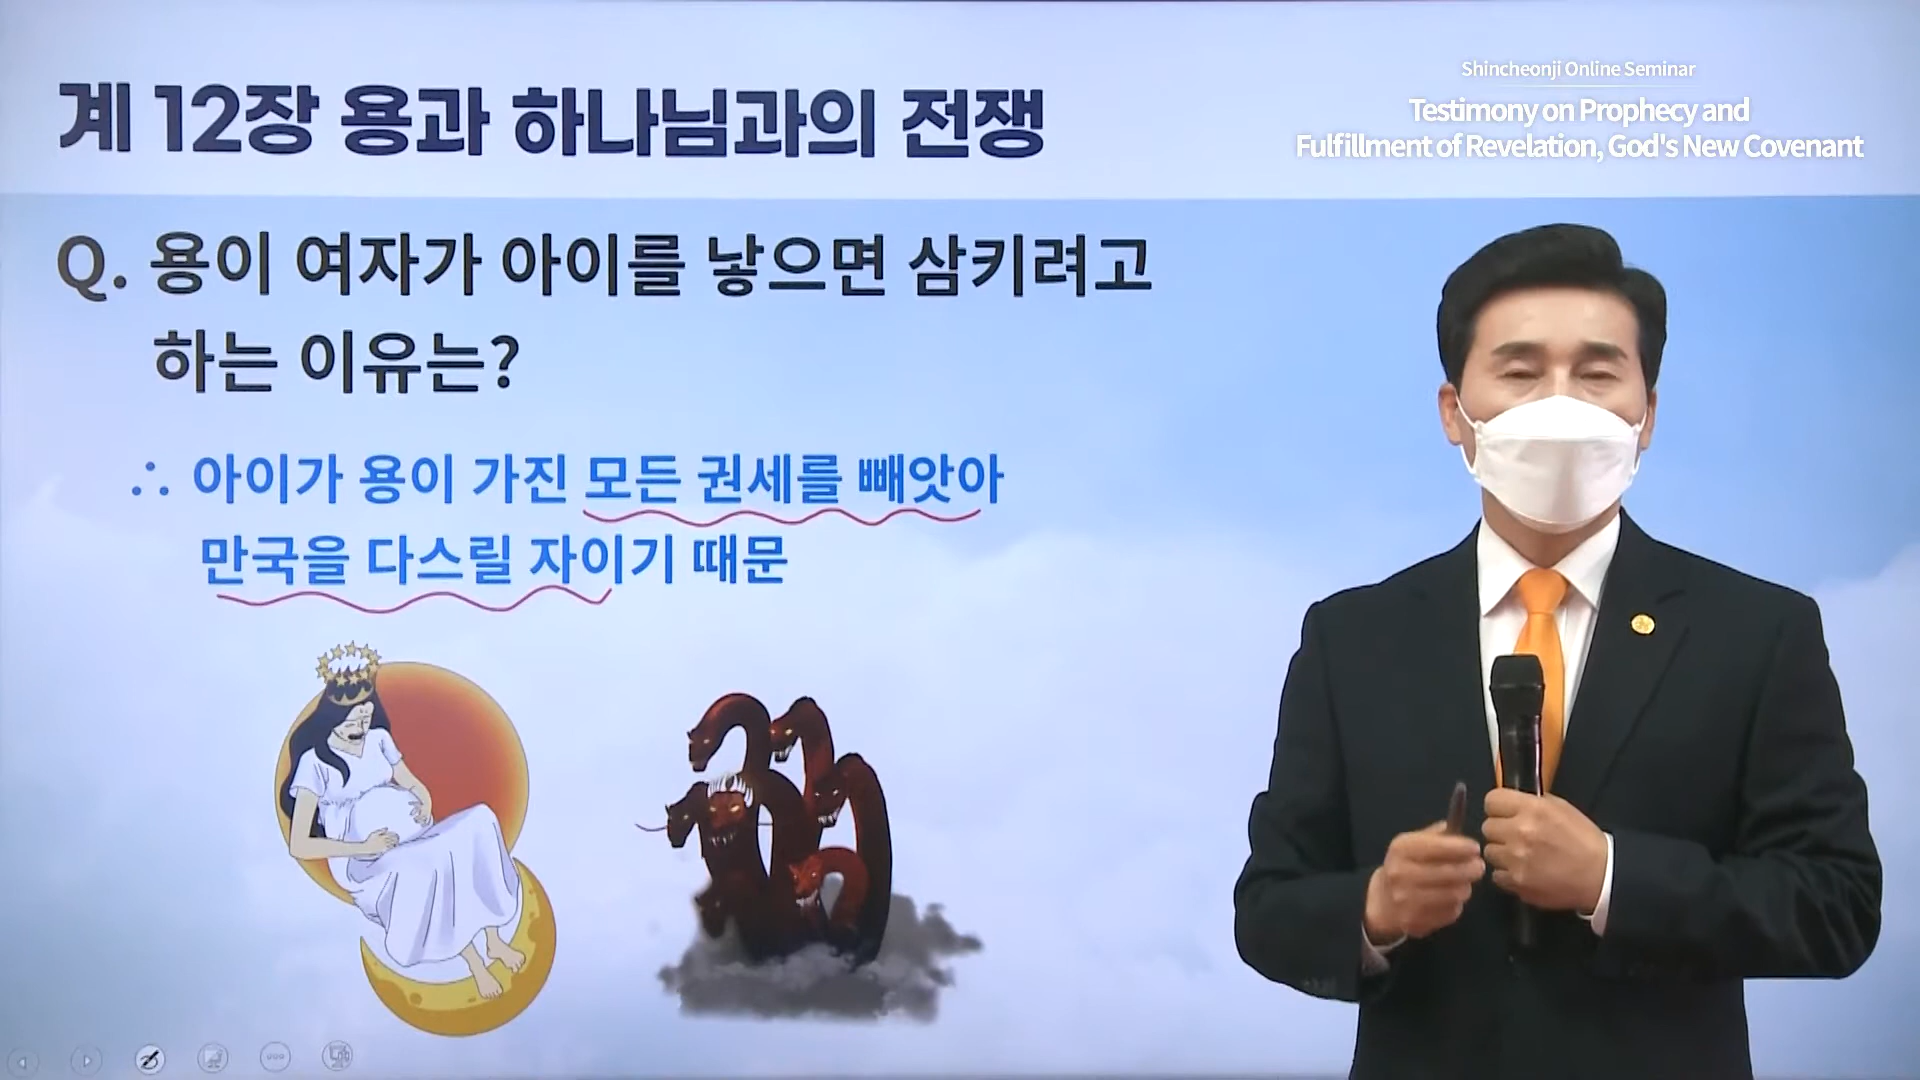 계 12장 용과 하나님과의 전쟁
Shincheonji Online Seminar
Testimony on Prophecy and
Fulfillment of Revelation, God's New Covenant
Q. 용이 여자가 아이를 낳으면 삼키려고
하는 이유는?
∴ 아이가 용이 가진 모든 권세를 빼앗아
만국을 다스릴 자이기 때문